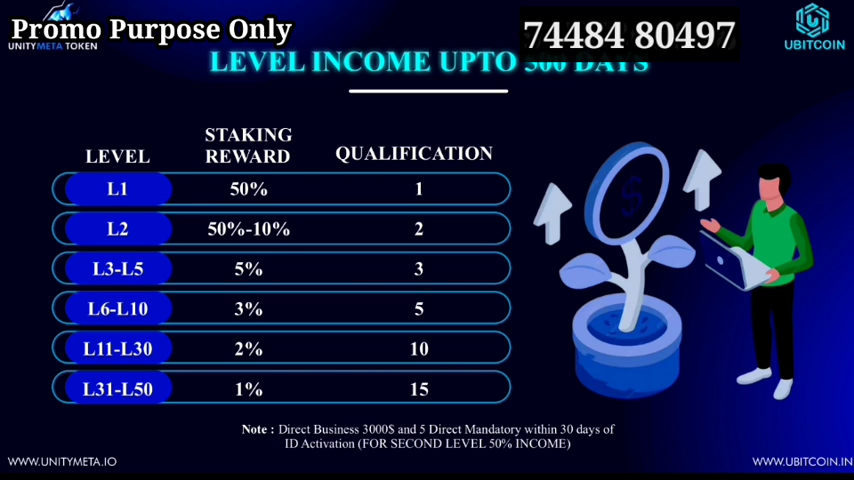 Promo Purpose Only
74484 80497
UNITYMETA TOKEN
UBITCOIN
LEVEL INCOME UPTO 500 DAYS
LEVEL
STAKING REWARD
QUALIFICATION
L1 50% 1
L2 50%-10% 2
L3-L5 5% 3
L6-L10 3% 5
L11-L30 2% 10
L31-L50 1% 15
Note : Direct Business 3000$ and 5 Direct Mandatory within 30 days of
ID Activation (FOR SECOND LEVEL 50% INCOME)
WWW.UNITYMETA.IO
WWW.UBITCOIN.IN